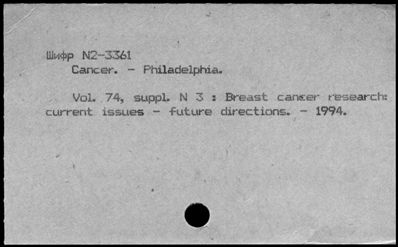 Шифр N2-3361
Cancer. - Philadelphia.
Vol. 74, suppl. N 3 : Breast cancer research:
current issues - future directions. - 1994.